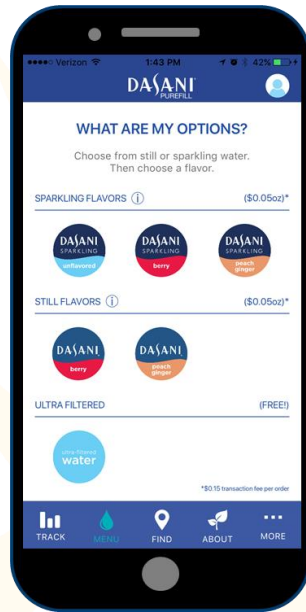 Verizon 1:43 PM 42%
DASANI
PUREFILL
WHAT ARE MY OPTIONS?
Choose from still or sparkling water.
Then choose a flavor.
SPARKLING FLAVORS ($0.05oz)*
DASANI DASANI DASANI
SPARKLING SPARKLING SPARKLING
unflavored berry peach
ginger
STILL FLAVORS ($0.05oz)*
DASANI DASANI
berry peach
ginger
ULTRA FILTERED (FREE!)
ultra-filtered
water
*$0.15 transaction fee per order
TRACK MENU FIND ABOUT MORE